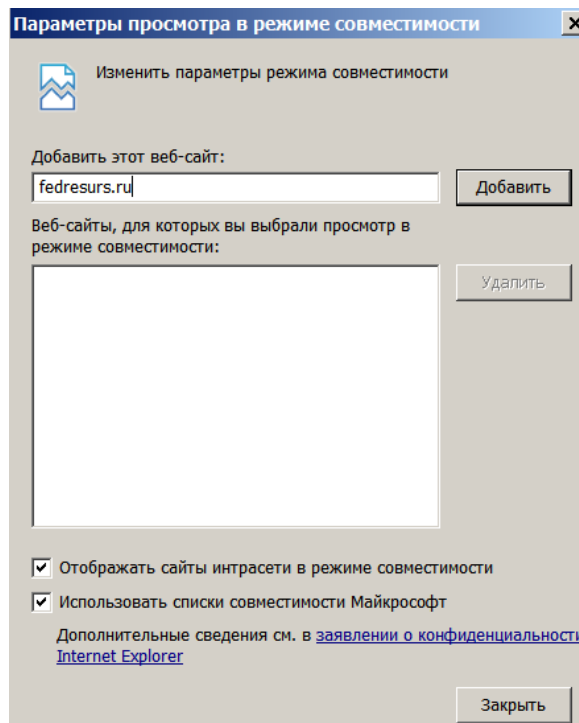 Параметры просмотра в режиме совместимости
Изменить параметры режима совместимости
Добавить этот веб-сайт:
fedresurs.ru
Добавить
Веб-сайты, для которых вы выбрали просмотр в
режиме совместимости:
Удалить
Отображать сайты интрасети в режиме совместимости
Использовать списки совместимости Майкрософт
Дополнительные сведения см. в заявлении о конфиденциальности
Internet Explorer
Закрыть